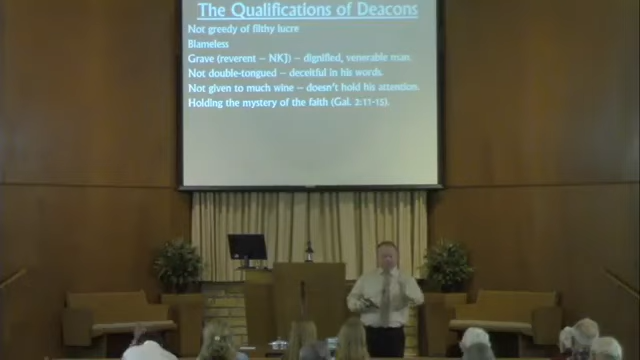 The Qualifications of Deacons
Not greedy of filthy lucre
Blameless
Grave (reverent – NKJ) – dignified, venerable man.
Not double-tongued – deceitful in his words.
Not given to much wine – doesn't hold his attention.
Holding the mystery of the faith (Gal. 2:11-15).